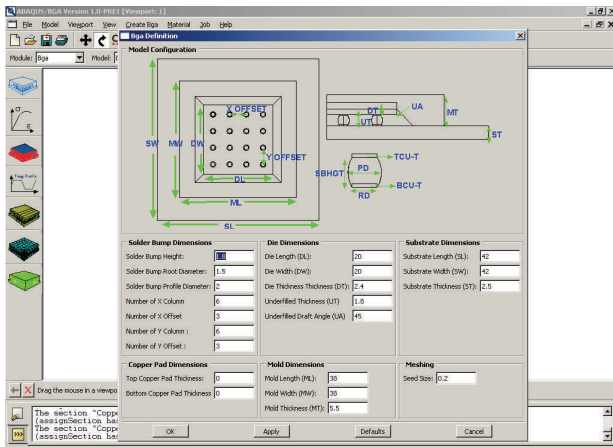 ABAQUS/BGA Version 1.0-PRE1 [Viewport: 1]
File Model Viewport View Create Bga Material Job Help
Module: Bga Model:
Bga Definition
Model Configuration
X OFFSET
SW MW DW
Y OFFSET
DL
ML
SL
DT UA MT
UT
ST
TCU-T
SBHGT PD
BCU-T
RD
Temp Profile
Solder Bump Dimensions
Solder Bump Height: 1.8
Solder Bump Root Diameter: 1.5
Solder Bump Profile Diameter: 2
Number of X Column 6
Number of X Offset 3
Number of Y Column : 6
Number of Y Offset : 3
Die Dimensions
Die Length (DL): 20
Die Width (DW): 20
Die Thickness Thickness (DT): 2.4
Underfilled Thickness (UT) 1.8
Underfilled Draft Angle (UA) 45
Substrate Dimensions
Substrate Length (SL): 42
Substrate Width (SW): 42
Substrate Thickness (ST): 2.5
Copper Pad Dimensions
Top Copper Pad Thickness: 0
Bottom Copper Pad Thickness 0
Mold Dimensions
Mold Length (ML): 38
Mold Width (MW): 38
Mold Thickness (MT): 5.5
Meshing
Seed Size: 0.2
OK Apply Defaults Cancel
Drag the mouse in a viewpo
The section "Coppe
(assignSection has
The section "Coppe
(assignSection has